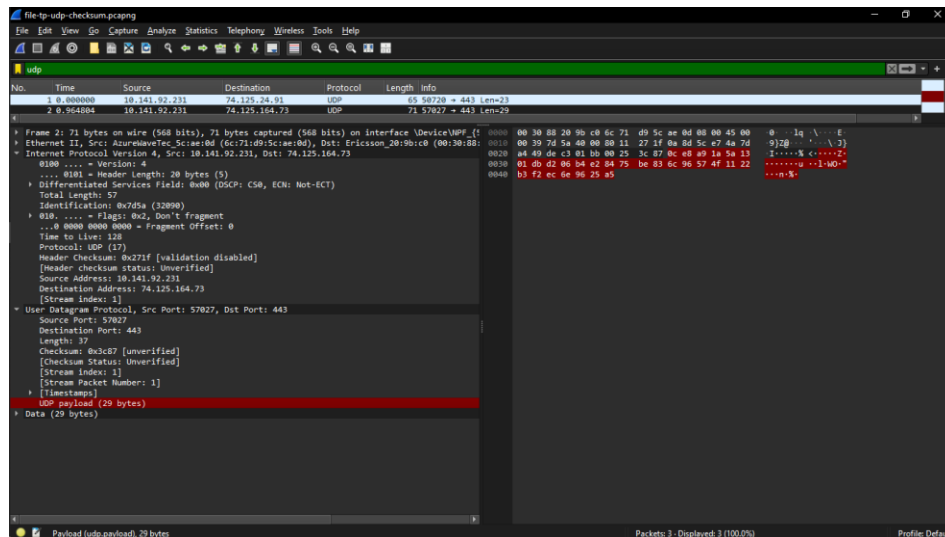 file-tp-udp-checksum.pcapng
File Edit View Go Capture Analyze Statistics Telephony Wireless Tools Help
udp
No. Time Source Destination Protocol Length Info
1 0.000000 10.141.92.231 74.125.24.91 UDP 65 50720 → 443 Len=23
2 0.964804 10.141.92.231 74.125.164.73 UDP 71 57027 → 443 Len=29
Frame 2: 71 bytes on wire (568 bits), 71 bytes captured (568 bits) on interface \Device\NPF_{5
Ethernet II, Src: AzureWaveTec_5c:ae:0d (6c:71:d9:5c:ae:0d), Dst: Ericsson_20:9b:c0 (00:30:88:
Internet Protocol Version 4, Src: 10.141.92.231, Dst: 74.125.164.73
0100 .... = Version: 4
.... 0101 = Header Length: 20 bytes (5)
Differentiated Services Field: 0x00 (DSCP: CS0, ECN: Not-ECT)
Total Length: 57
Identification: 0x7d5a (32090)
010. .... = Flags: 0x2, Don't fragment
...0 0000 0000 0000 = Fragment Offset: 0
Time to Live: 128
Protocol: UDP (17)
Header Checksum: 0x271f [validation disabled]
[Header checksum status: Unverified]
Source Address: 10.141.92.231
Destination Address: 74.125.164.73
[Stream index: 1]
User Datagram Protocol, Src Port: 57027, Dst Port: 443
Source Port: 57027
Destination Port: 443
Length: 37
Checksum: 0x3c87 [unverified]
[Checksum Status: Unverified]
[Stream index: 1]
[Stream Packet Number: 1]
[Timestamps]
UDP payload (29 bytes)
Data (29 bytes)
0000 00 30 88 20 9b c0 6c 71 d9 5c ae 0d 08 00 45 00 ·0· ··lq ·\····E·
0010 00 39 7d 5a 40 00 80 11 27 1f 0a 8d 5c e7 4a 7d ·9}Z@··· '···\·J}
0020 a4 49 de c3 01 bb 00 25 3c 87 0c e8 a9 1a 5a 13 ·I·····% <·····Z·
0030 01 db d2 06 b4 e2 84 75 be 83 6c 96 57 4f 11 22 ·······u ··l·WO·"
0040 b3 f2 ec 6e 96 25 a5 ···n·%·
Payload (udp.payload), 29 bytes
Packets: 3 - Displayed: 3 (100.0%)
Profile: Defa